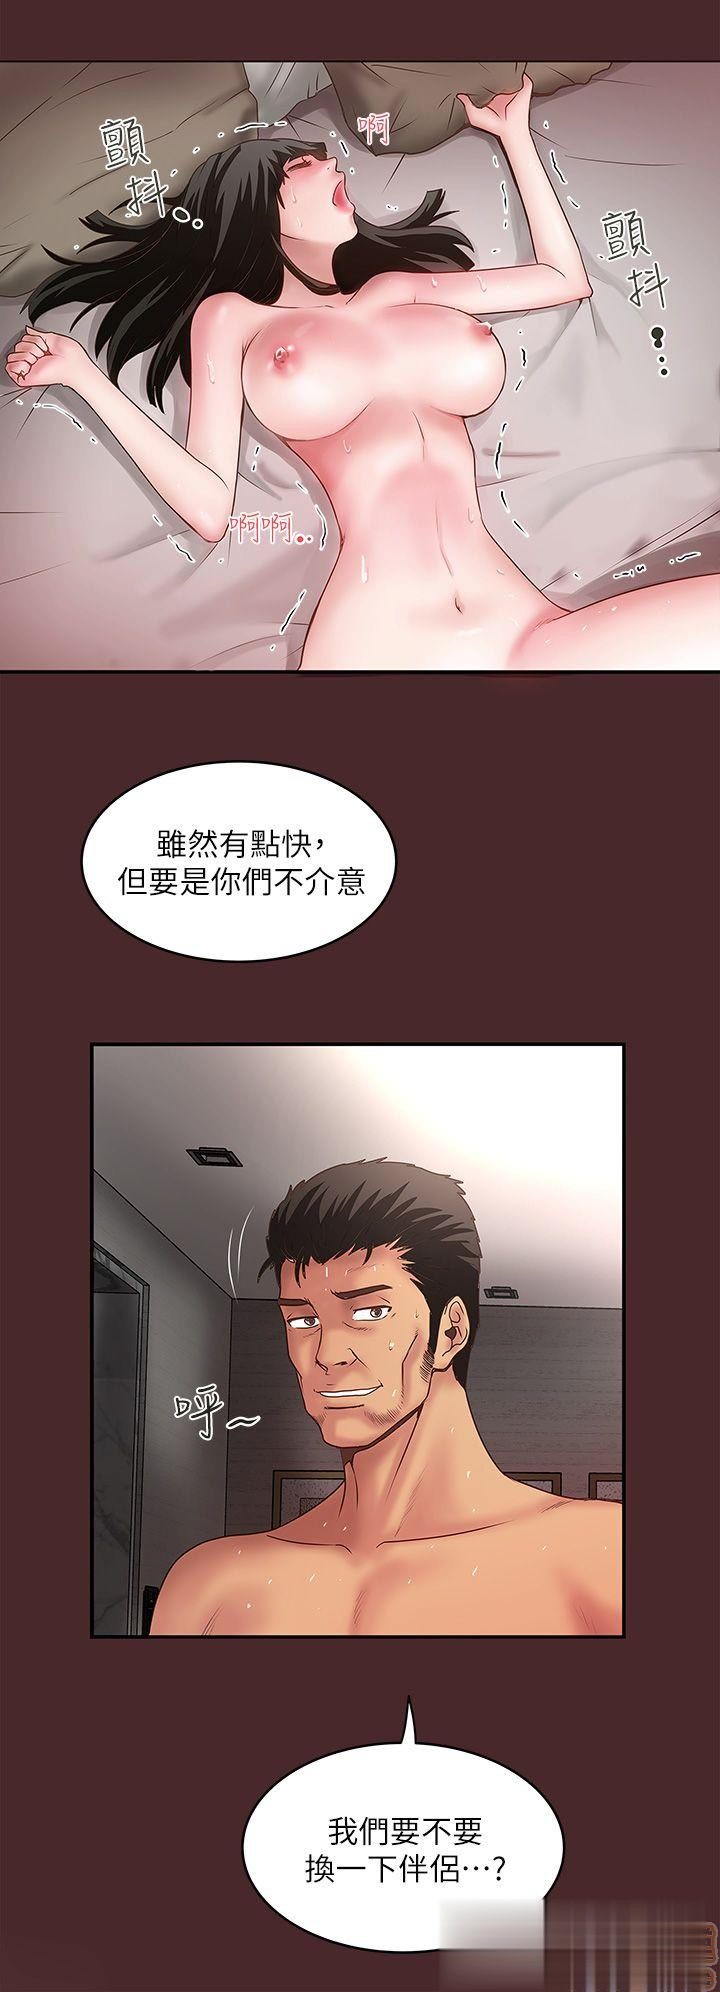 啊
顫
抖..
顫
抖...
啊啊..
雖然有點快，
但要是你們不介意
呼~
我們要不要
換一下伴侶…?